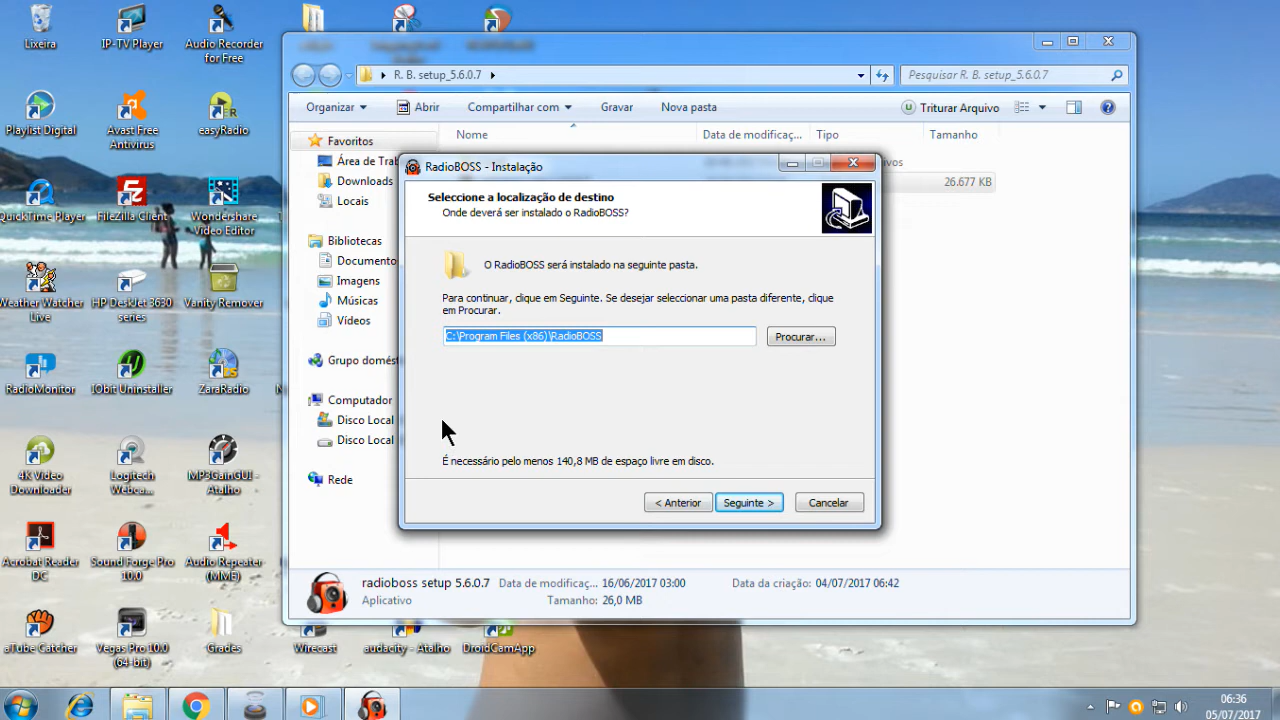 Lixeira
IP-TV Player
Audio Recorder
for Free
Playlist Digital
Avast Free
Antivirus
easyRadio
QuickTime Player
FileZilla Client
Wondershare
Video Editor
Weather Watcher
Live
HP Deskjet 3630
series
Vanity Remover
RadioMonitor
IObit Uninstaller
ZaraRadio
4K Video
Downloader
Logitech
Webca...
MP3GainGUI -
Atalho
Acrobat Reader
DC
Sound Forge Pro
10.0
Audio Repeater
(MME)
aTube Catcher
Vegas Pro 10.0
(64-bit)
Grades
Wirecast
audacity - Atalho
DroidCamApp
R. B. setup_5.6.0.7
Pesquisar R. B. setup_5.6.0.7
Organizar
Abrir
Compartilhar com
Gravar
Nova pasta
Triturar Arquivo
Favoritos
Área de Tra
Downloads
Locais
Bibliotecas
Documento
Imagens
Músicas
Vídeos
Grupo domést
Computador
Disco Local
Disco Local
Rede
Nome
Data de modificaç...
Tipo
Tamanho
26.677 KB
RadioBOSS - Instalação
Seleccione a localização de destino
Onde deverá ser instalado o RadioBOSS?
O RadioBOSS será instalado na seguinte pasta.
Para continuar, clique em Seguinte. Se desejar seleccionar uma pasta diferente, clique
em Procurar.
C:\Program Files (x86)\RadioBOSS
Procurar...
É necessário pelo menos 140,8 MB de espaço livre em disco.
< Anterior
Seguinte >
Cancelar
radioboss setup 5.6.0.7
Data de modificaç... 16/06/2017 03:00
Data da criação: 04/07/2017 06:42
Aplicativo
Tamanho: 26,0 MB
06:36
05/07/2017